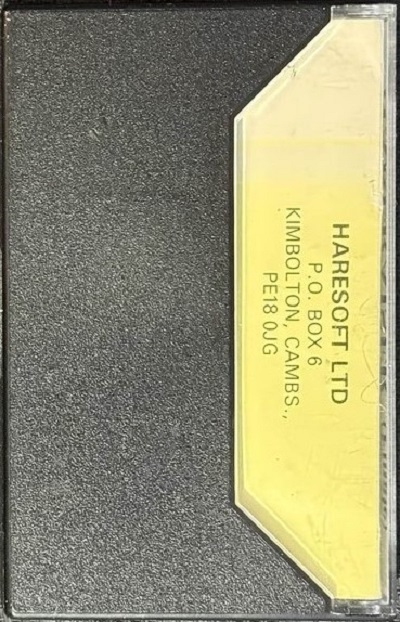 HARESOFT LTD
P.O. BOX 6
KIMBOLTON, CAMBS.,
PE18 0JG